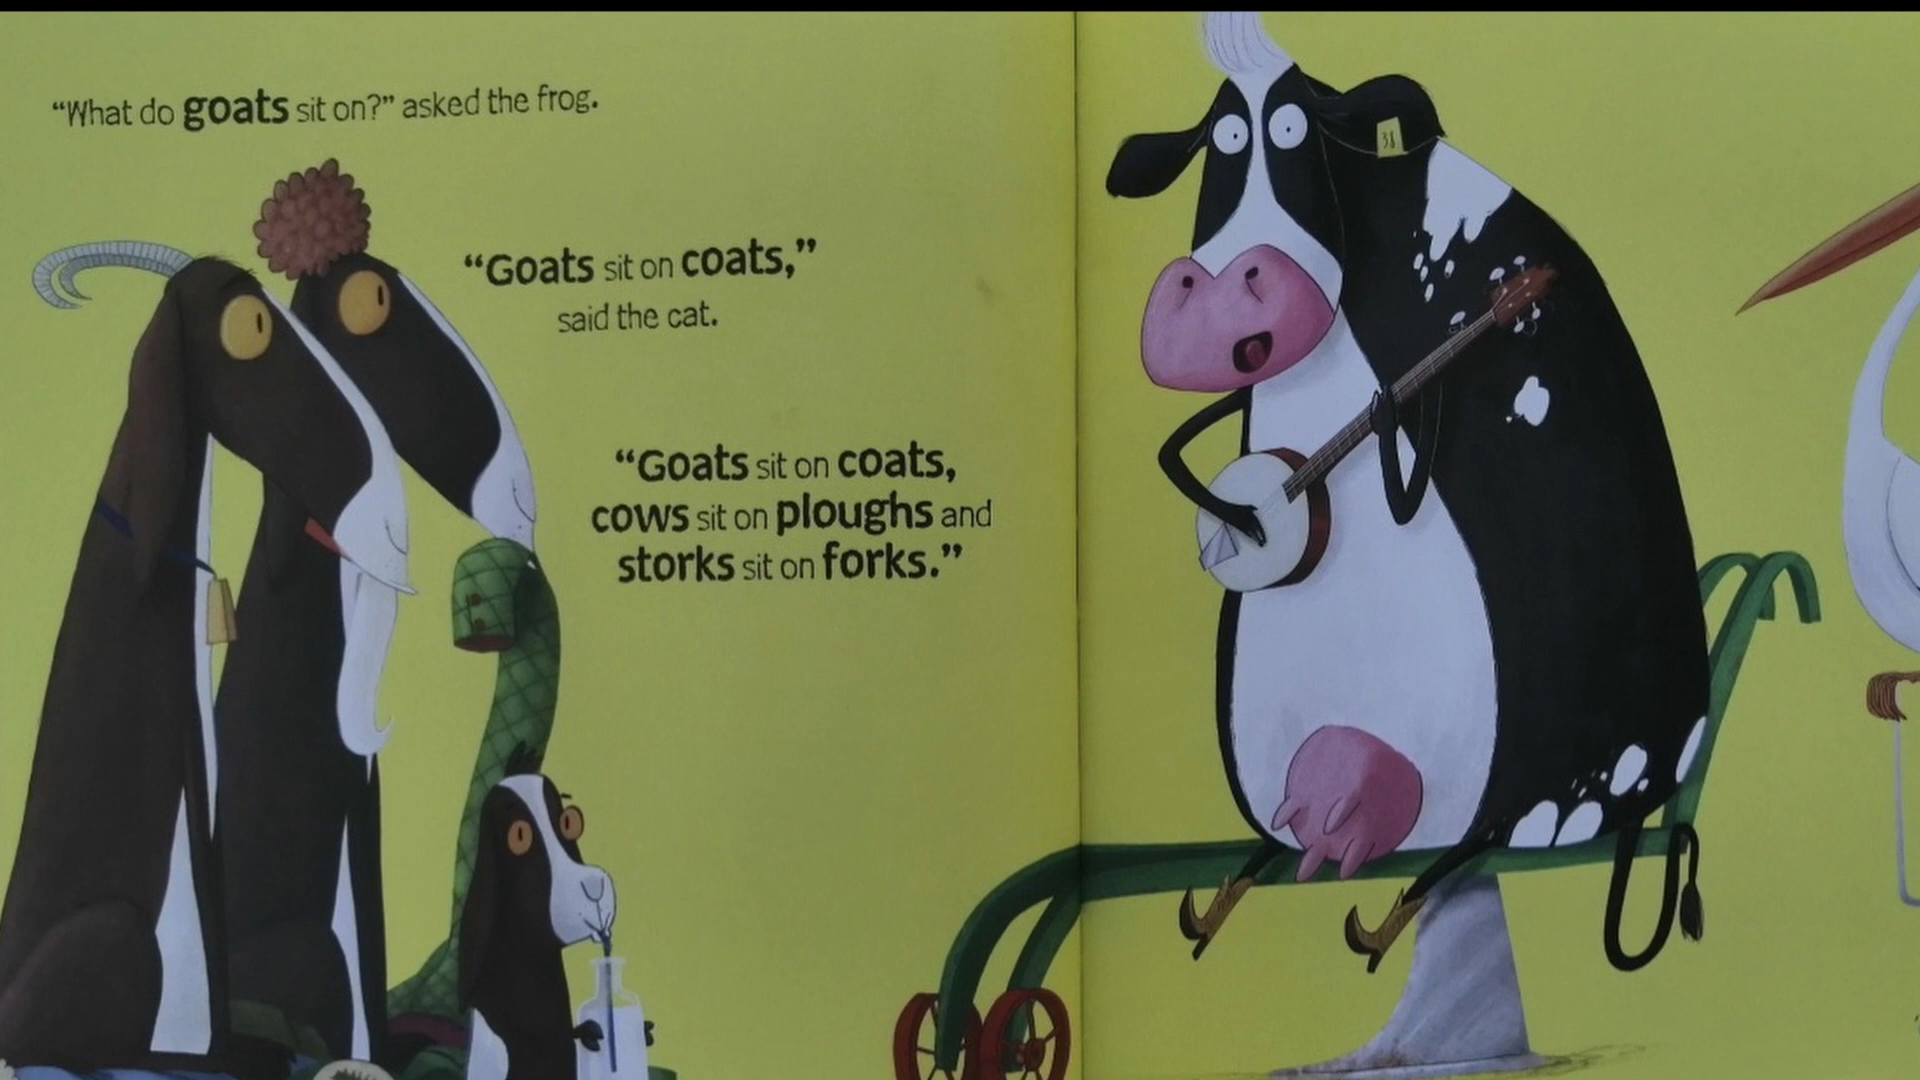 “What do goats sit on?” asked the frog.
“Goats sit on coats,”
said the cat.
“Goats sit on coats,
cows sit on ploughs and
storks sit on forks.”
38